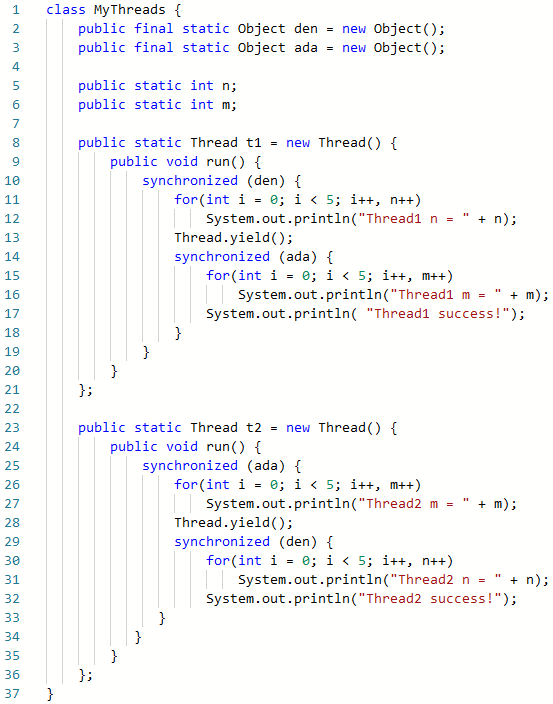 1 class MyThreads {
2 public final static Object den = new Object();
3 public final static Object ada = new Object();
4
5 public static int n;
6 public static int m;
7
8 public static Thread t1 = new Thread() {
9 public void run() {
10 synchronized (den) {
11 for(int i = 0; i < 5; i++, n++)
12 System.out.println("Thread1 n = " + n);
13 Thread.yield();
14 synchronized (ada) {
15 for(int i = 0; i < 5; i++, m++)
16 System.out.println("Thread1 m = " + m);
17 System.out.println( "Thread1 success!");
18 }
19 }
20 }
21 };
22
23 public static Thread t2 = new Thread() {
24 public void run() {
25 synchronized (ada) {
26 for(int i = 0; i < 5; i++, m++)
27 System.out.println("Thread2 m = " + m);
28 Thread.yield();
29 synchronized (den) {
30 for(int i = 0; i < 5; i++, n++)
31 System.out.println("Thread2 n = " + n);
32 System.out.println("Thread2 success!");
33 }
34 }
35 }
36 };
37 }